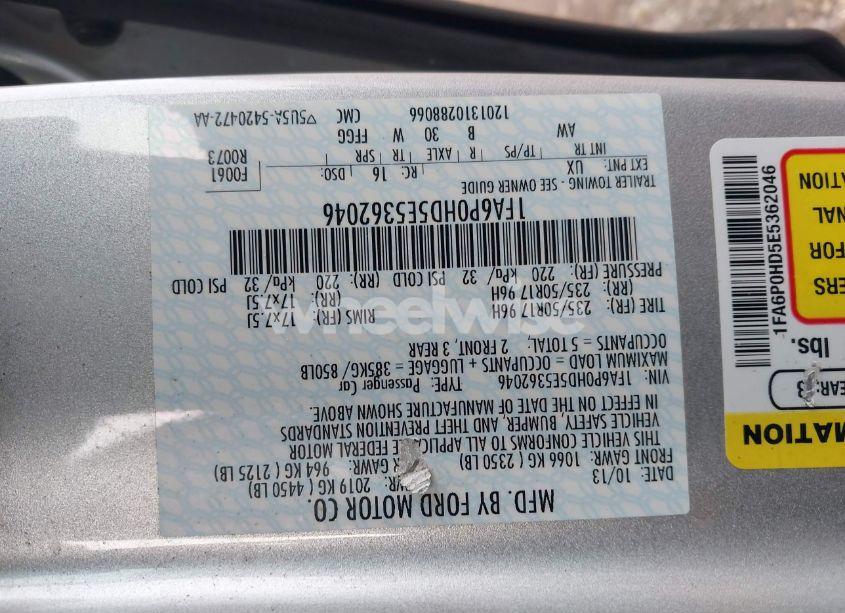 MFD. BY FORD MOTOR CO.
DATE: 10/13
2019 KG ( 4450 LB)
FRONT GAWR: 1066 KG ( 2350 LB)
GAWR: 964 KG ( 2125 LB)
THIS VEHICLE CONFORMS TO ALL FEDERAL MOTOR
VEHICLE SAFETY, BUMPER, AND THEFT PREVENTION STANDARDS
IN EFFECT ON THE DATE OF MANUFACTURE SHOWN ABOVE.
VIN: 1FA6P0HD5E5362046 TYPE: Passenger Car
MAXIMUM LOAD = OCCUPANTS + LUGGAGE = 385KG/ 850LB
OCCUPANTS = 5 TOTAL, 2 FRONT, 3 REAR
TIRE (FR): 235/50R17 96H RIMS (FR): 17x7.5J
(RR): 235/50R17 96H (RR): 17x7.5J
PRESSURE (FR): 220 kPa/ 32 PSI COLD (RR): 220 kPa/ 32 PSI COLD
1FA6P0HD5E5362046
TRAILER TOWING - SEE OWNER GUIDE
EXT PNT: UX RC: 16 DSO: F0061
R0073
INT TR TP/PS R AXLE TR SPR
AW B 30 W FFGG
1201310288066 CMC ▽5U5A-5420472-AA
MATION
EAR: 3
lbs.
ERS
FOR
NAL
ATION
1FA6P0HD5E5362046
wheelwise